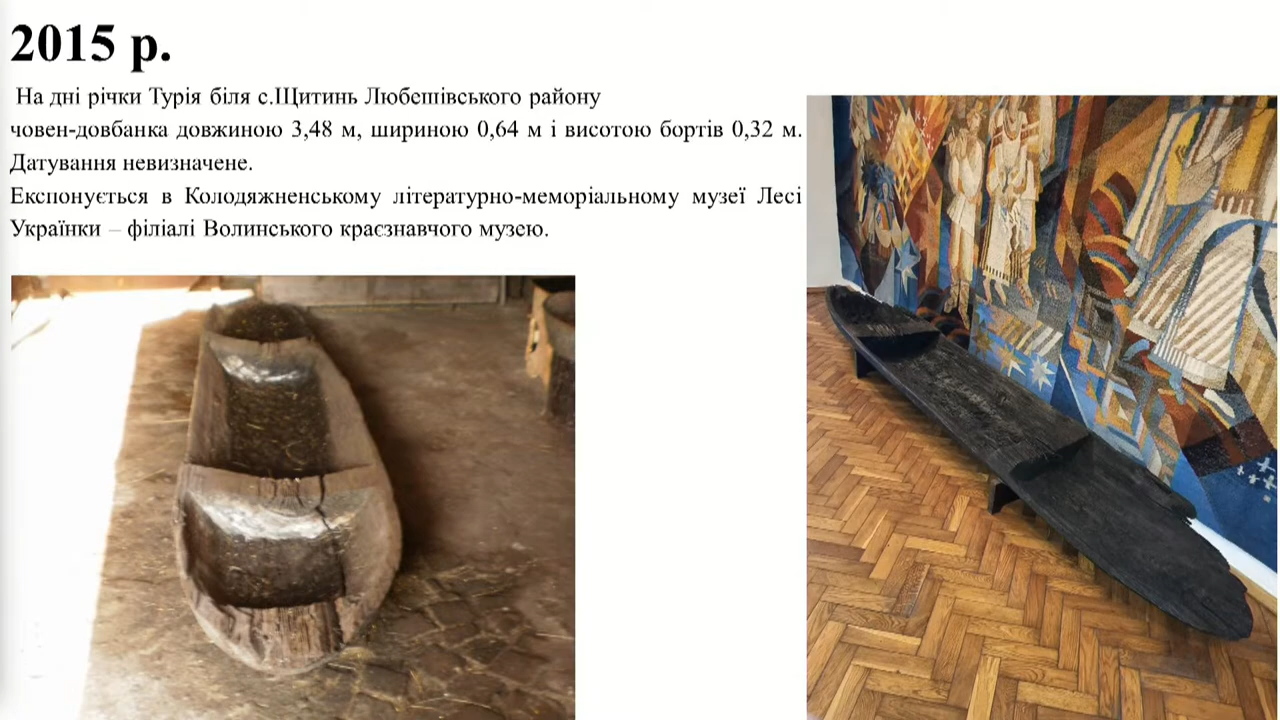 2015 р.
На дні річки Турія біля с.Щитинь Любешівського району
човен-довбанка довжиною 3,48 м, шириною 0,64 м і висотою бортів 0,32 м.
Датування невизначене.
Експонується в Колодяжненському літературно-меморіальному музеї Лесі
Українки – філіалі Волинського краєзнавчого музею.